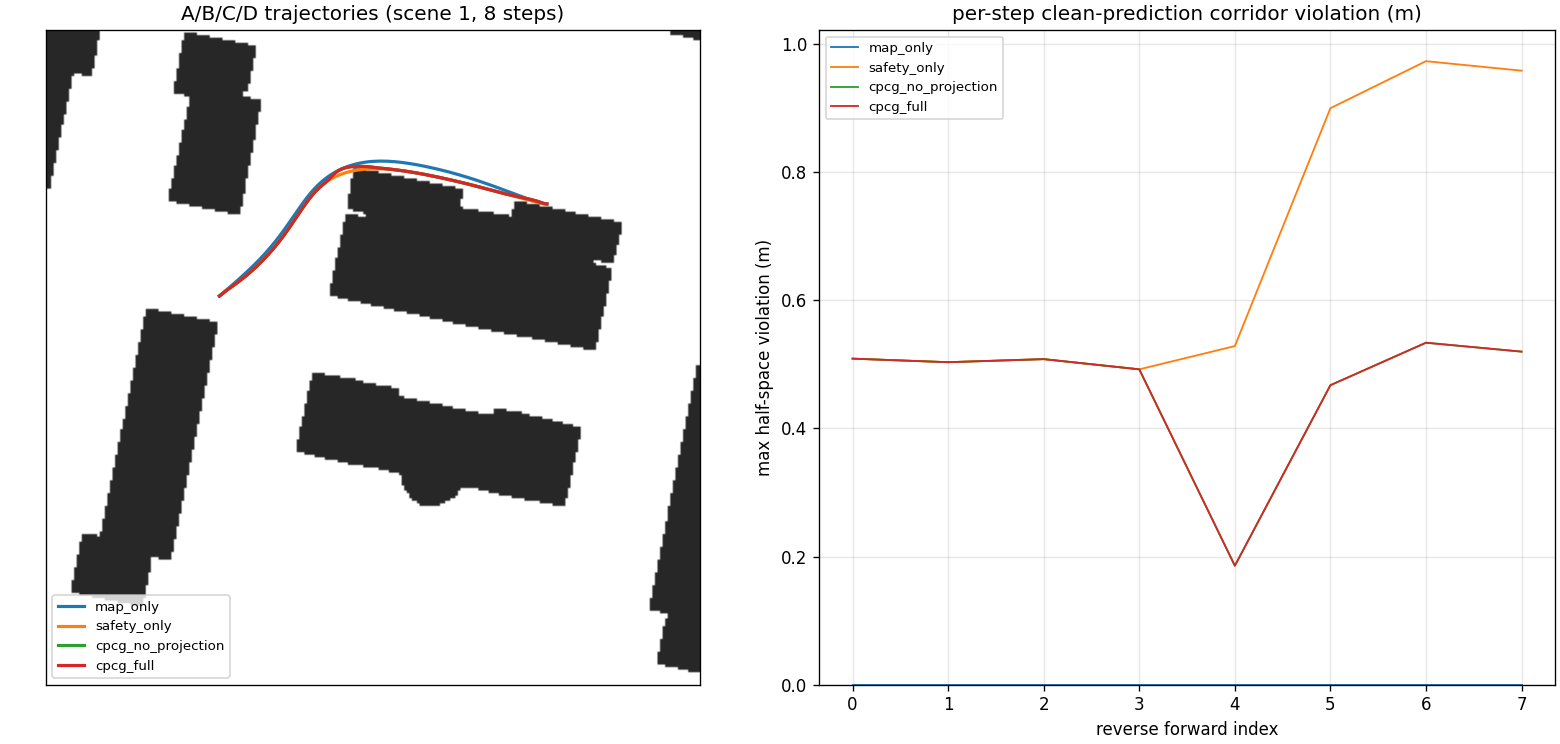 A/B/C/D trajectories (scene 1, 8 steps)
map_only
safety_only
cpcg_no_projection
cpcg_full
per-step clean-prediction corridor violation (m)
map_only
safety_only
cpcg_no_projection
cpcg_full
max half-space violation (m)
1.0
0.8
0.6
0.4
0.2
0.0
0 1 2 3 4 5 6 7
reverse forward index